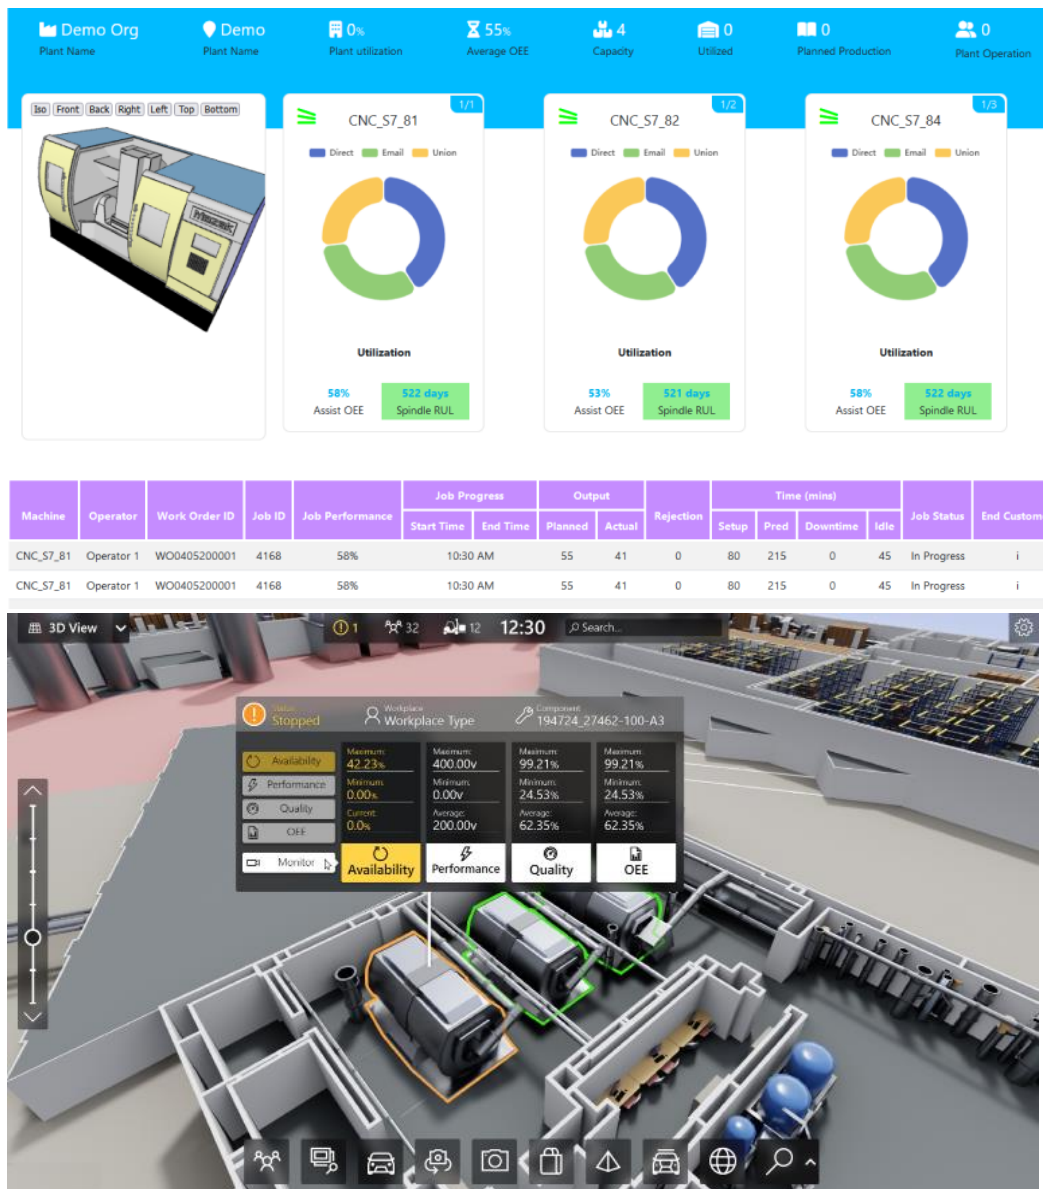 Demo Org Demo 0% 55% 4 0 0 0
Plant Name Plant Name Plant utilization Average OEE Capacity Utilized Planned Production Plant Operation
Iso Front Back Right Left Top Bottom
1/1
CNC_S7_81
Direct Email Union
Utilization
58% 522 days
Assist OEE Spindle RUL
1/2
CNC_S7_82
Direct Email Union
Utilization
53% 521 days
Assist OEE Spindle RUL
1/3
CNC_S7_84
Direct Email Union
Utilization
58% 522 days
Assist OEE Spindle RUL
Job Progress Output Time (mins)
Machine Operator Work Order ID Job ID Job Performance Rejection Job Status End Custom
Start Time End Time Planned Actual Setup Pred Downtime Idle
CNC_S7_81 Operator 1 WO0405200001 4168 58% 10:30 AM 55 41 0 80 215 0 45 In Progress i
CNC_S7_81 Operator 1 WO0405200001 4168 58% 10:30 AM 55 41 0 80 215 0 45 In Progress i
3D View 1 32 12 12:30 Search...
Status Workplace Component
Stopped Workplace Type 194724_27462-100-A3
Availability
Performance
Quality
OEE
Monitor
Maximum: Maximum: Maximum: Maximum:
42.23% 400.00v 99.21% 99.21%
Minimum: Minimum: Minimum: Minimum:
0.00% 0.00v 24.53% 24.53%
Current: Average: Average: Average:
0.0% 200.00v 62.35% 62.35%
Availability Performance Quality OEE